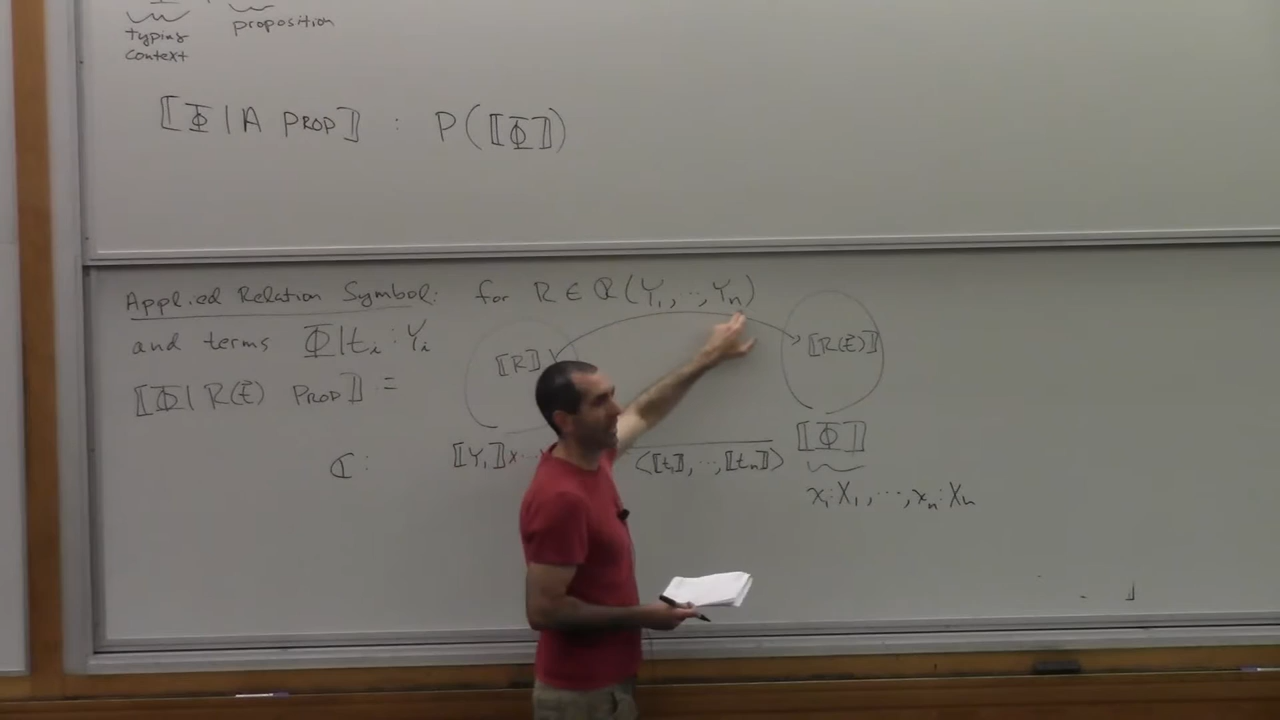 typing proposition
context
⟦Φ | A PROP⟧ : P(⟦Φ⟧)
Applied Relation Symbol: for R ∈ ℛ(Y₁, ‥, Yₙ)
and terms Φ | tᵢ : Yᵢ
⟦R⟧ ⟦R(t⃗)⟧
⟦Φ | R(t⃗) PROP⟧ =
ℂ: ⟦Y₁⟧ × ⋯ ⟨⟦t₁⟧, ‥, ⟦tₙ⟧⟩ ⟦Φ⟧
x₁:X₁, ⋯, xₙ:Xₙ